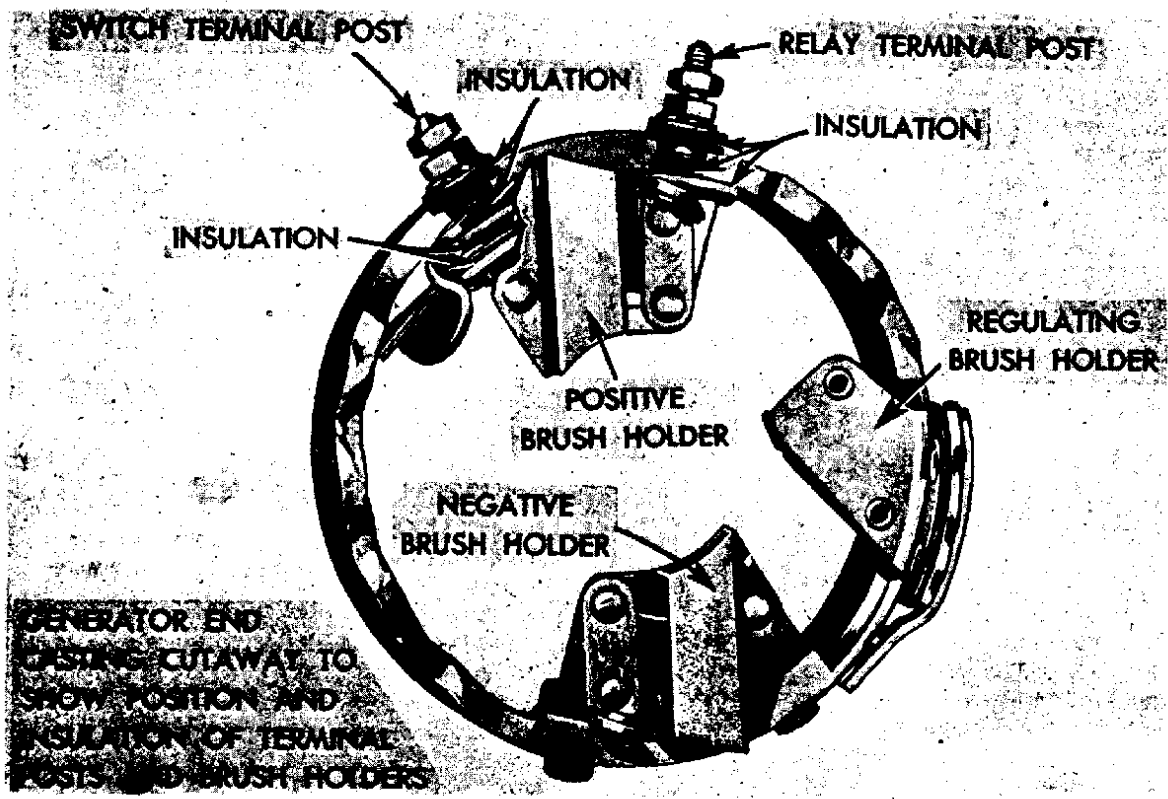 SWITCH TERMINAL POST
RELAY TERMINAL POST
INSULATION
INSULATION
INSULATION
REGULATING
BRUSH HOLDER
POSITIVE
BRUSH HOLDER
NEGATIVE
BRUSH HOLDER
GENERATOR END
CASTING CUTAWAY TO
SHOW POSITION AND
INSULATION OF TERMINAL
POSTS AND BRUSH HOLDERS